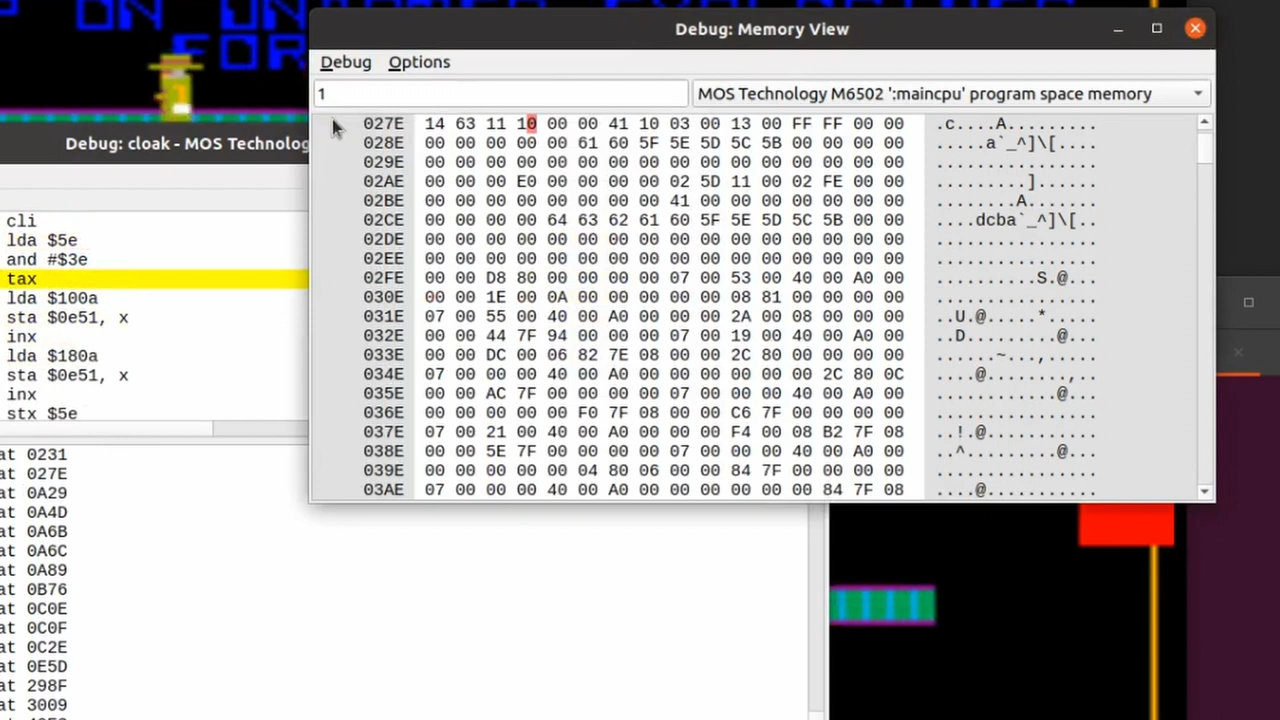 ON
FOR
Debug: Memory View
Debug Options
1
MOS Technology M6502 ':maincpu' program space memory
027E 14 63 11 10 00 00 41 10 03 00 13 00 FF FF 00 00 .c....A.........
028E 00 00 00 00 00 61 60 5F 5E 5D 5C 5B 00 00 00 00 .....a`_^]\[....
029E 00 00 00 00 00 00 00 00 00 00 00 00 00 00 00 00 ................
02AE 00 00 00 E0 00 00 00 00 02 5D 11 00 02 FE 00 00 .........]......
02BE 00 00 00 00 00 00 00 00 41 00 00 00 00 00 00 00 ........A.......
02CE 00 00 00 00 64 63 62 61 60 5F 5E 5D 5C 5B 00 00 ....dcba`_^]\[..
02DE 00 00 00 00 00 00 00 00 00 00 00 00 00 00 00 00 ................
02EE 00 00 00 00 00 00 00 00 00 00 00 00 00 00 00 00 ................
02FE 00 00 D8 80 00 00 00 00 07 00 53 00 40 00 A0 00 ..........S.@...
030E 00 00 1E 00 0A 00 00 00 00 00 08 81 00 00 00 00 ................
031E 07 00 55 00 40 00 A0 00 00 00 2A 00 08 00 00 00 ..U.@.....*.....
032E 00 00 44 7F 94 00 00 00 07 00 19 00 40 00 A0 00 ..D.........@...
033E 00 00 DC 00 06 82 7E 08 00 00 2C 80 00 00 00 00 ......~...,.....
034E 07 00 00 00 40 00 A0 00 00 00 00 00 00 2C 80 0C ....@........,..
035E 00 00 AC 7F 00 00 00 00 07 00 00 00 40 00 A0 00 ............@...
036E 00 00 00 00 00 F0 7F 08 00 00 C6 7F 00 00 00 00 ................
037E 07 00 21 00 40 00 A0 00 00 00 F4 00 08 B2 7F 08 ..!.@...........
038E 00 00 5E 7F 00 00 00 00 07 00 00 00 40 00 A0 00 ..^.........@...
039E 00 00 00 00 00 04 80 06 00 00 84 7F 00 00 00 00 ................
03AE 07 00 00 00 40 00 A0 00 00 00 00 00 00 84 7F 08 ....@...........
Debug: cloak - MOS Technolog
cli
lda $5e
and #$3e
tax
lda $100a
sta $0e51, x
inx
lda $180a
sta $0e51, x
inx
stx $5e
at 0231
at 027E
at 0A29
at 0A4D
at 0A6B
at 0A6C
at 0A89
at 0B76
at 0C0E
at 0C0F
at 0C2E
at 0E5D
at 298F
at 3009